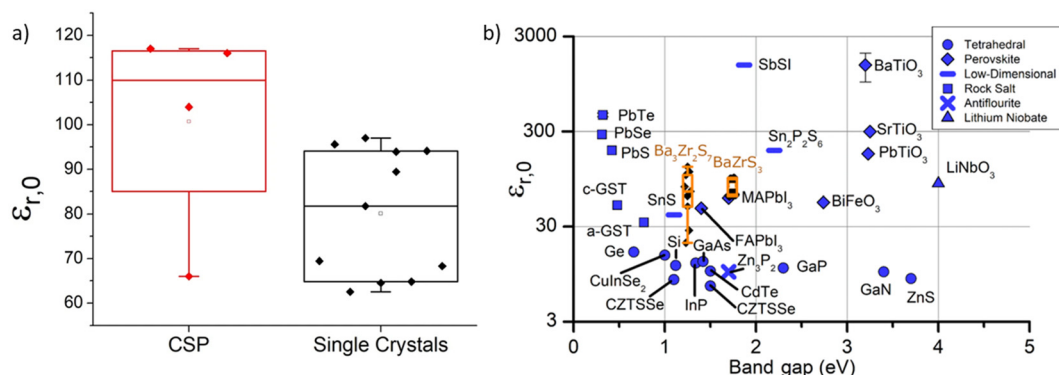 a)
εr,0
120
110
100
90
80
70
60
CSP
Single Crystals
b)
εr,0
3000
300
30
3
0
1
2
3
4
5
Band gap (eV)
Tetrahedral
Perovskite
Low-Dimensional
Rock Salt
Antiflourite
Lithium Niobate
SbSI
BaTiO3
PbTe
PbSe
PbS
Sn2P2S6
SrTiO3
PbTiO3
Ba3Zr2S7
BaZrS3
LiNbO3
c-GST
SnS
MAPbI3
BiFeO3
a-GST
Si
GaAs
FAPbI3
Ge
Zn3P2
GaP
CuInSe2
CdTe
GaN
ZnS
CZTSSe
InP
CZTSSe